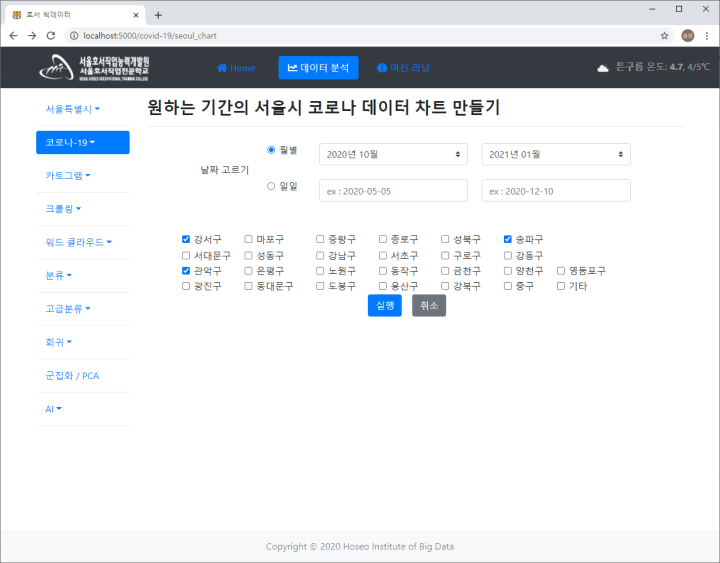 호서 빅데이터
localhost:5000/covid-19/seoul_chart
서울호서직업능력개발원
서울호서직업전문학교
SEOUL HOSEO OCCUPATIONAL TRAINING COLLEGE
Home 데이터 분석 머신 러닝 튼구름 온도: 4.7, 4/5℃
서울특별시
코로나-19
카토그램
크롤링
워드 클라우드
분류
고급분류
회귀
군집화 / PCA
AI
원하는 기간의 서울시 코로나 데이터 차트 만들기
날짜 고르기
월별 2020년 10월 2021년 01월
일일 ex : 2020-05-05 ex : 2020-12-10
강서구 마포구 중랑구 종로구 성북구 송파구
서대문구 성동구 강남구 서초구 구로구 강동구
관악구 은평구 노원구 동작구 금천구 양천구 영등포구
광진구 동대문구 도봉구 용산구 강북구 중구 기타
실행 취소
Copyright © 2020 Hoseo Institute of Big Data